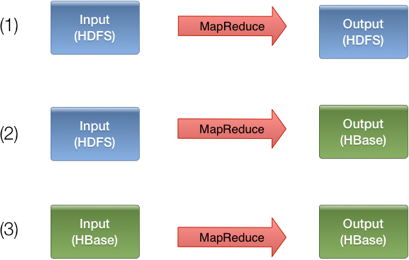 (1)
Input
(HDFS)
MapReduce
Output
(HDFS)
(2)
Input
(HDFS)
MapReduce
Output
(HBase)
(3)
Input
(HBase)
MapReduce
Output
(HBase)